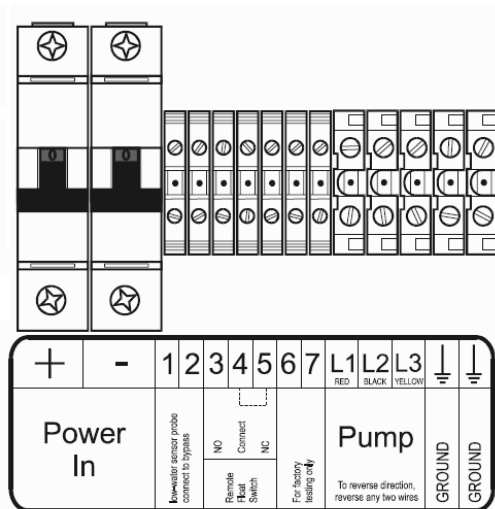 0 0
+ - 1 2 3 4 5 6 7 L1 L2 L3
RED BLACK YELLOW
Power
In
low-water sensor probe
connect to bypass
NO
Connect
NC
Remote
Float
Switch
For factory
testing only
Pump
To reverse direction,
reverse any two wires
GROUND
GROUND